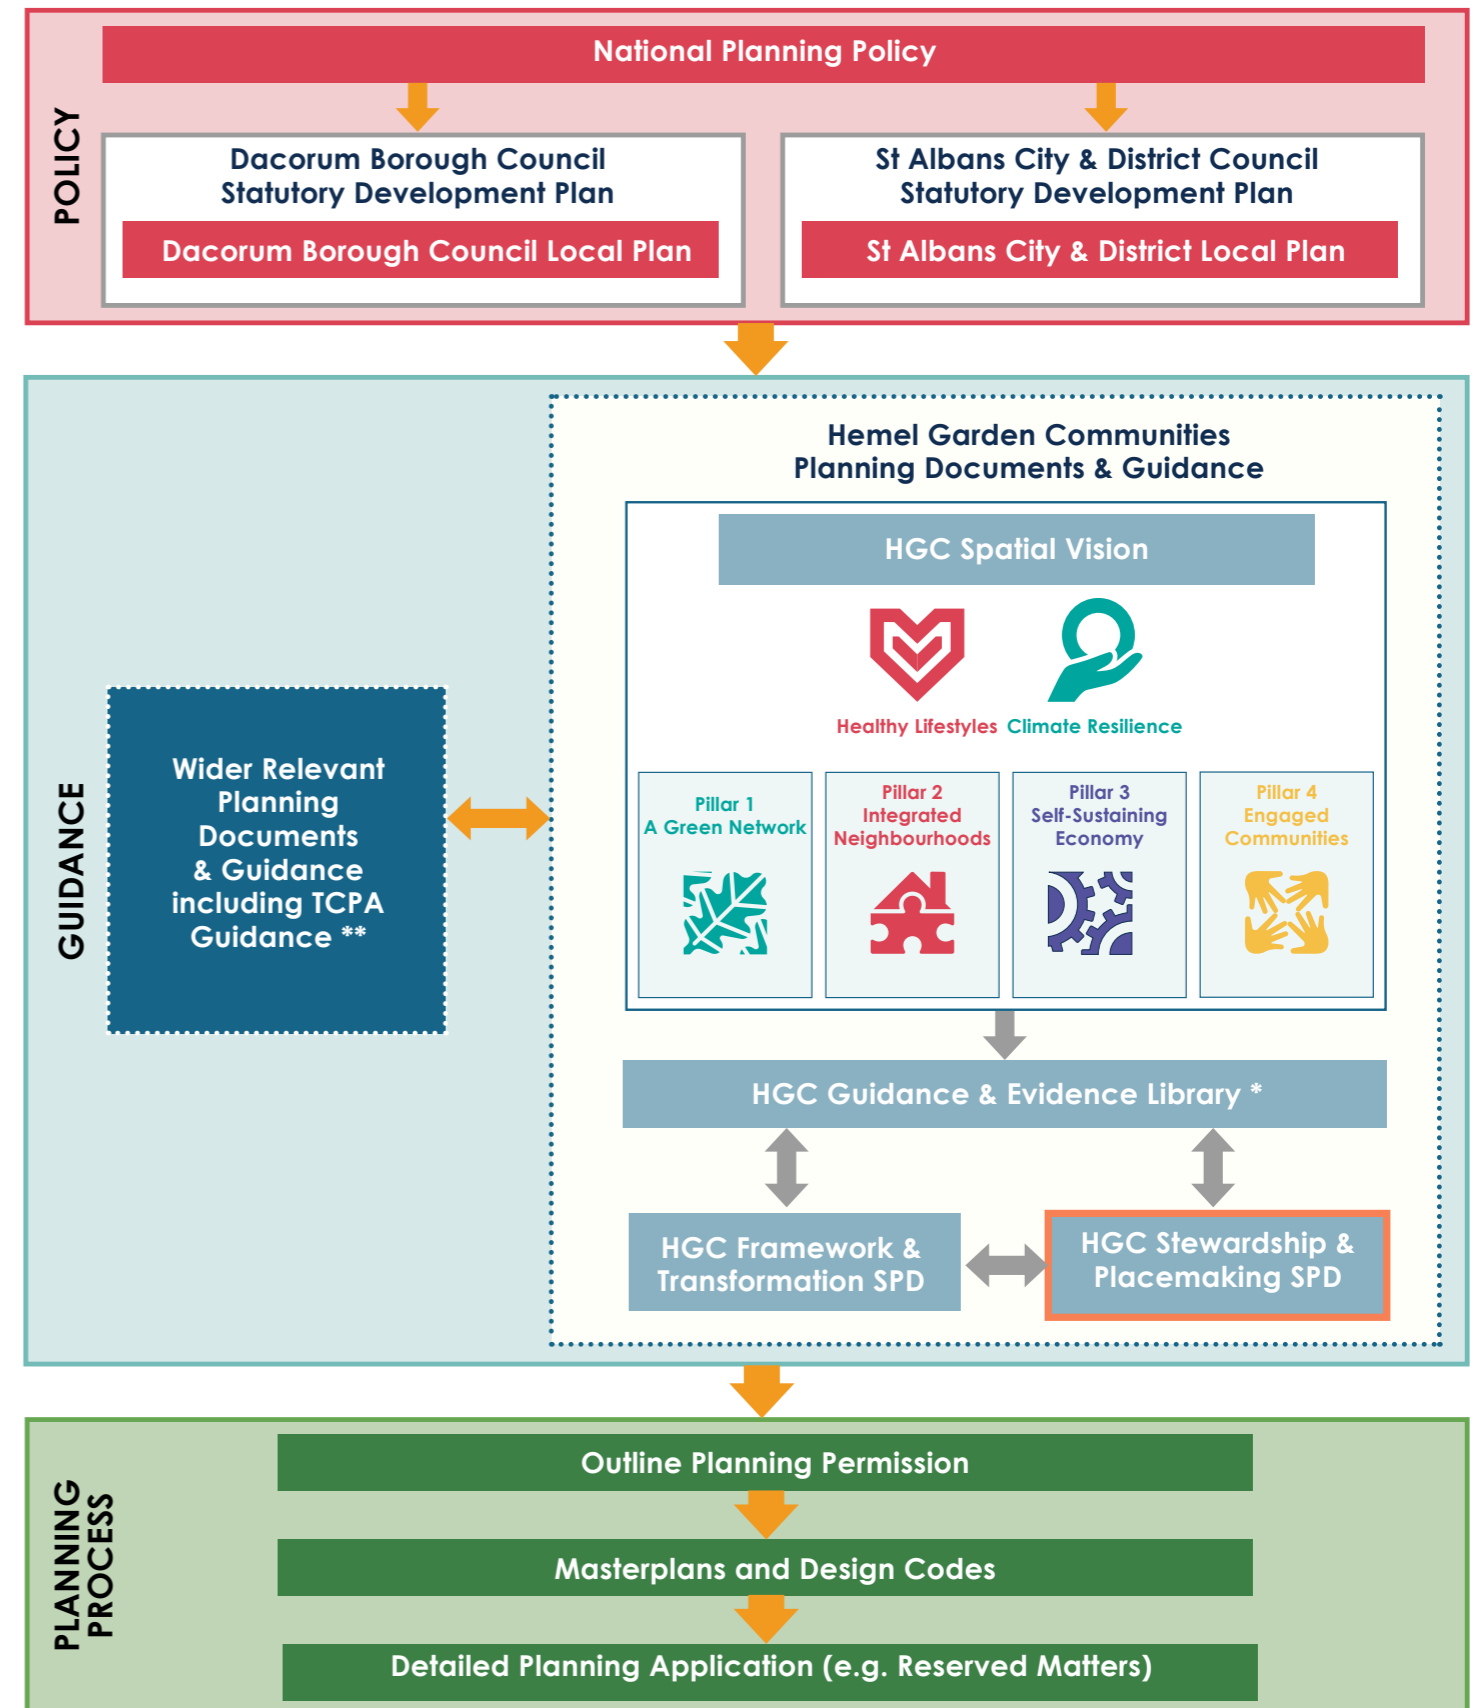 POLICY
National Planning Policy
Dacorum Borough Council
Statutory Development Plan
Dacorum Borough Council Local Plan
St Albans City & District Council
Statutory Development Plan
St Albans City & District Local Plan
GUIDANCE
Wider Relevant
Planning
Documents
& Guidance
including TCPA
Guidance **
Hemel Garden Communities
Planning Documents & Guidance
HGC Spatial Vision
Healthy Lifestyles
Climate Resilience
Pillar 1
A Green Network
Pillar 2
Integrated
Neighbourhoods
Pillar 3
Self-Sustaining
Economy
Pillar 4
Engaged
Communities
HGC Guidance & Evidence Library *
HGC Framework &
Transformation SPD
HGC Stewardship &
Placemaking SPD
PLANNING
PROCESS
Outline Planning Permission
Masterplans and Design Codes
Detailed Planning Application (e.g. Reserved Matters)